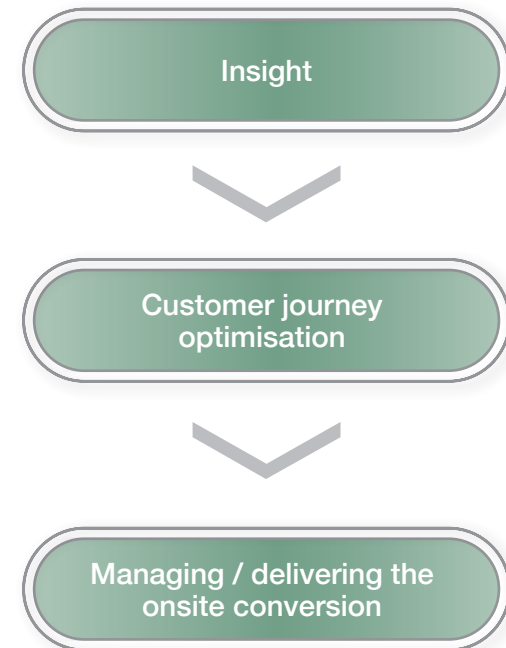 Insight
Customer journey
optimisation
Managing / delivering the
onsite conversion